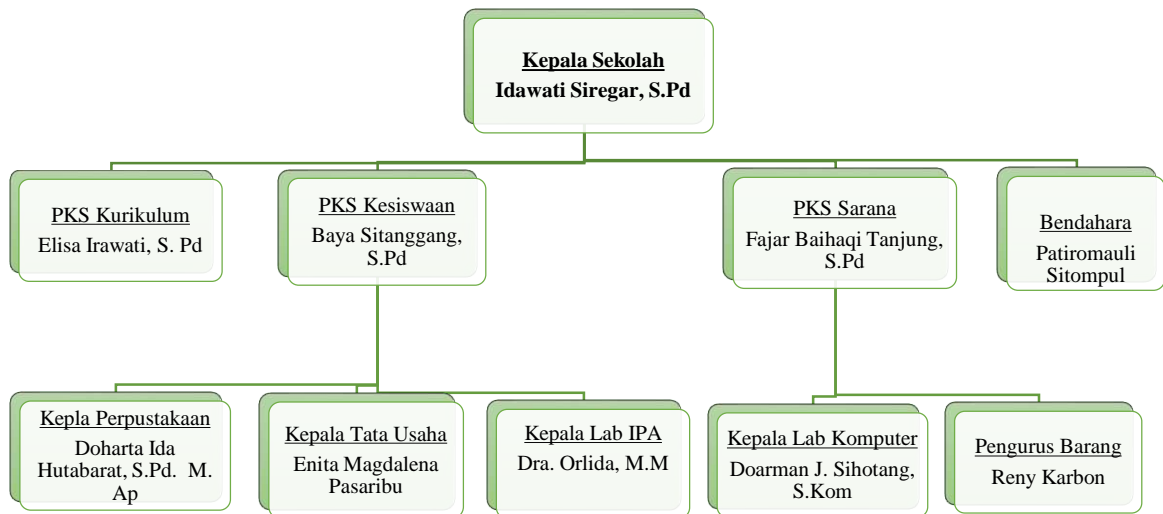 Kepala Sekolah
Idawati Siregar, S.Pd
PKS Kurikulum
Elisa Irawati, S. Pd
PKS Kesiswaan
Baya Sitanggang,
S.Pd
PKS Sarana
Fajar Baihaqi Tanjung,
S.Pd
Bendahara
Patiromauli
Sitompul
Kepla Perpustakaan
Doharta Ida
Hutabarat, S.Pd. M.
Ap
Kepala Tata Usaha
Enita Magdalena
Pasaribu
Kepala Lab IPA
Dra. Orlida, M.M
Kepala Lab Komputer
Doarman J. Sihotang,
S.Kom
Pengurus Barang
Reny Karbon